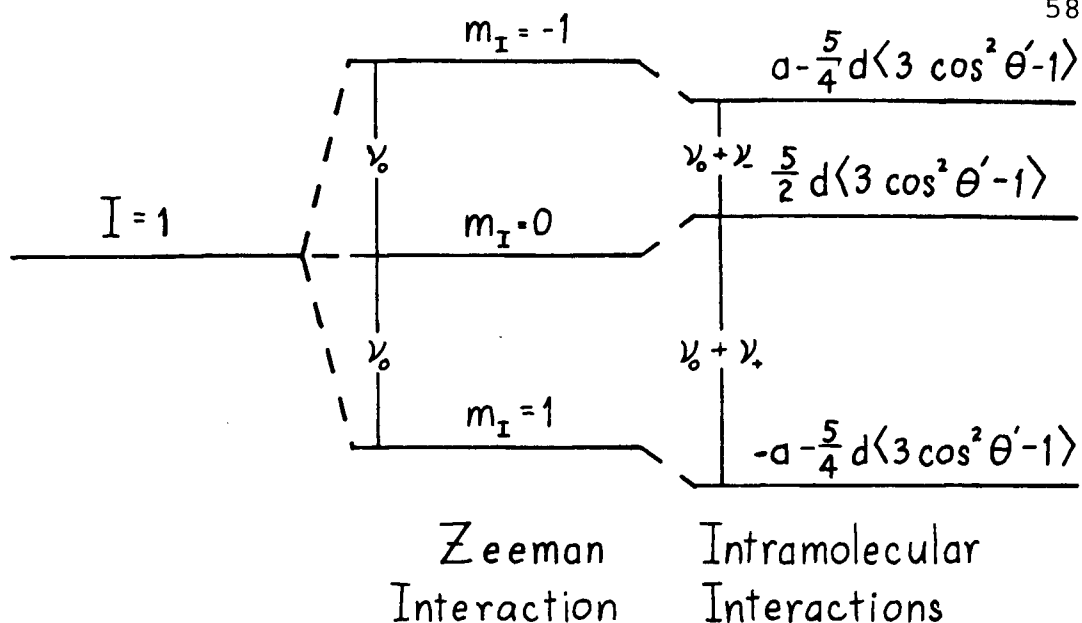 58
m_I = -1
a - 5/4 d⟨3 cos² θ′-1⟩
ν₀
ν₀ + ν₋
5/2 d⟨3 cos² θ′-1⟩
I = 1
m_I = 0
ν₀
ν₀ + ν₊
m_I = 1
-a - 5/4 d⟨3 cos² θ′-1⟩
Zeeman
Interaction
Intramolecular
Interactions